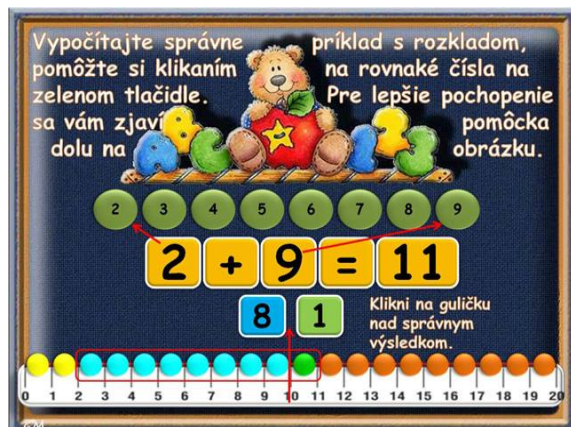 Vypočítajte správne príklad s rozkladom,
pomôžte si klikaním na rovnaké čísla na
zelenom tlačidle. Pre lepšie pochopenie
sa vám zjaví pomôcka
dolu na obrázku.
A B C 1 2 3
2 3 4 5 6 7 8 9
2 + 9 = 11
8 1
Klikni na guličku
nad správnym
výsledkom.
0 1 2 3 4 5 6 7 8 9 10 11 12 13 14 15 16 17 18 19 20